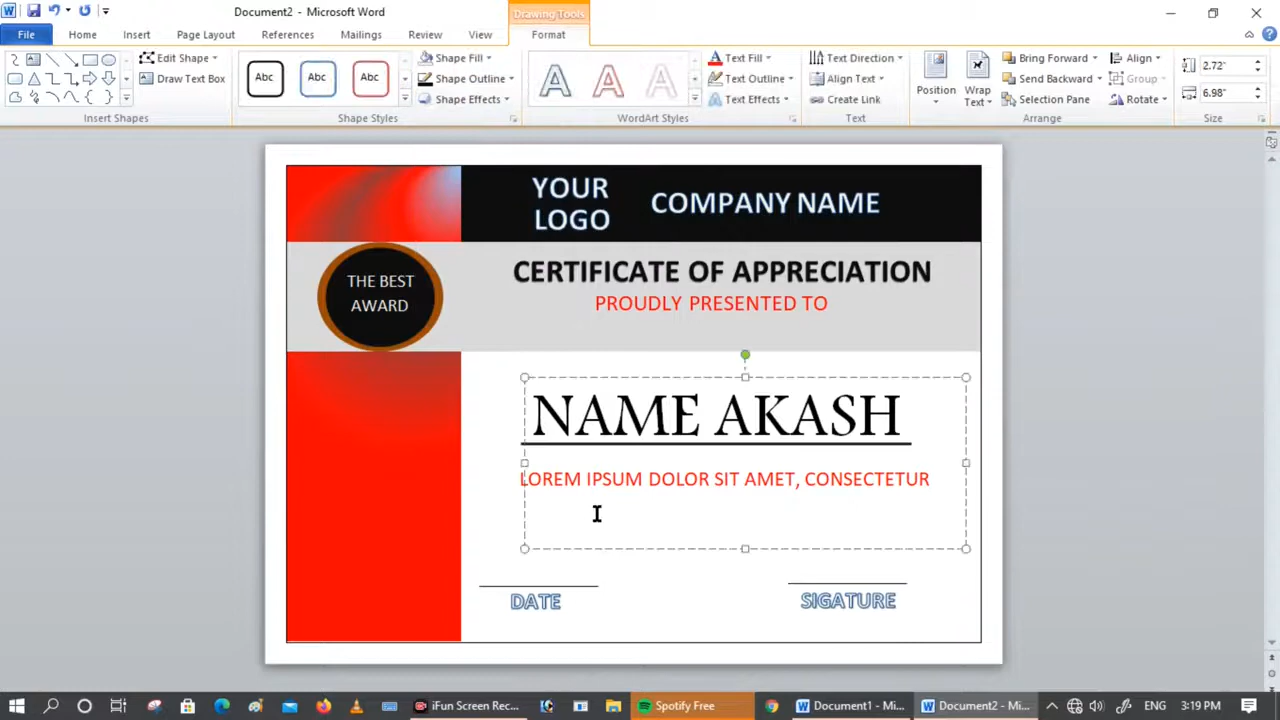 Document2 - Microsoft Word
Drawing Tools
File
Home
Insert
Page Layout
References
Mailings
Review
View
Format
Edit Shape
Draw Text Box
Insert Shapes
Abc
Abc
Abc
Shape Fill
Shape Outline
Shape Effects
Shape Styles
A
A
A
Text Fill
Text Outline
Text Effects
WordArt Styles
Text Direction
Align Text
Create Link
Text
Position
Wrap
Text
Bring Forward
Send Backward
Selection Pane
Align
Group
Rotate
Arrange
2.72"
6.98"
Size
YOUR
LOGO
COMPANY NAME
THE BEST
AWARD
CERTIFICATE OF APPRECIATION
PROUDLY PRESENTED TO
NAME AKASH
LOREM IPSUM DOLOR SIT AMET, CONSECTETUR
DATE
SIGATURE
iFun Screen Rec...
Spotify Free
Document1 - Mi...
Document2 - Mi...
ENG
3:19 PM